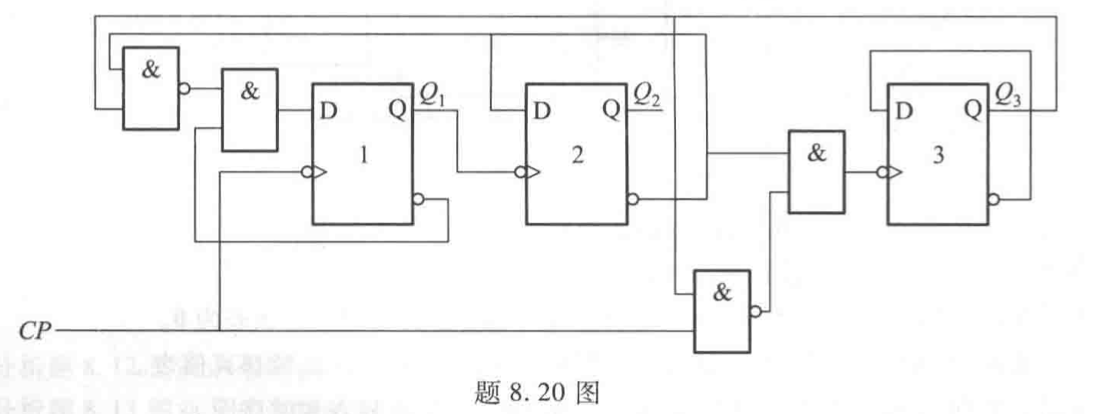 & & D Q Q₁ 1 D Q Q₂ 2 & D Q Q₃ 3
&
CP
题 8.20 图